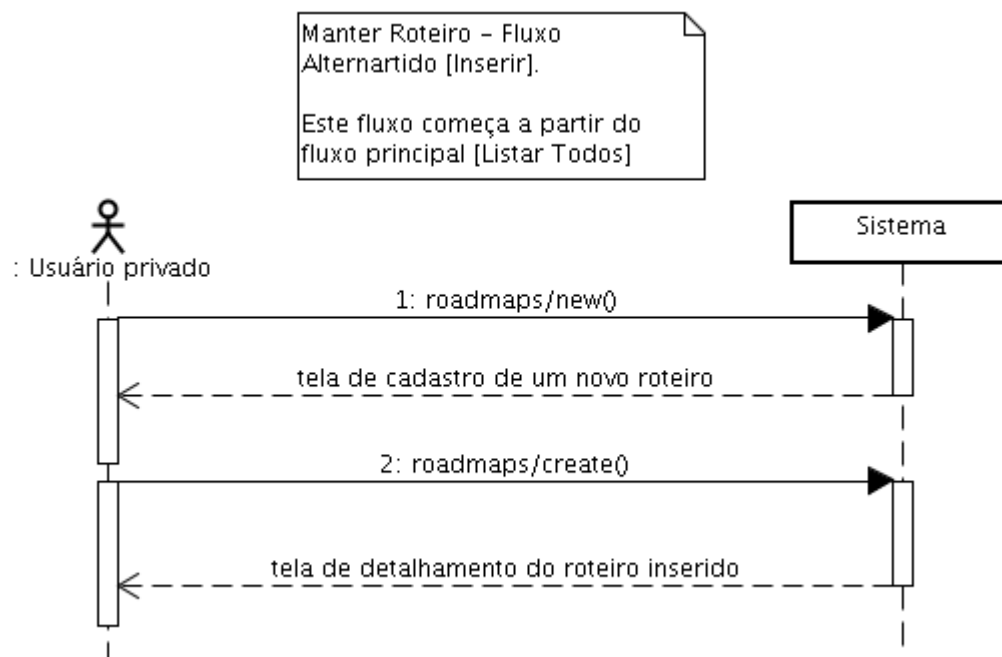 Manter Roteiro – Fluxo
Alternartido [Inserir].
Este fluxo começa a partir do
fluxo principal [Listar Todos]
: Usuário privado
Sistema
1: roadmaps/new()
tela de cadastro de um novo roteiro
2: roadmaps/create()
tela de detalhamento do roteiro inserido